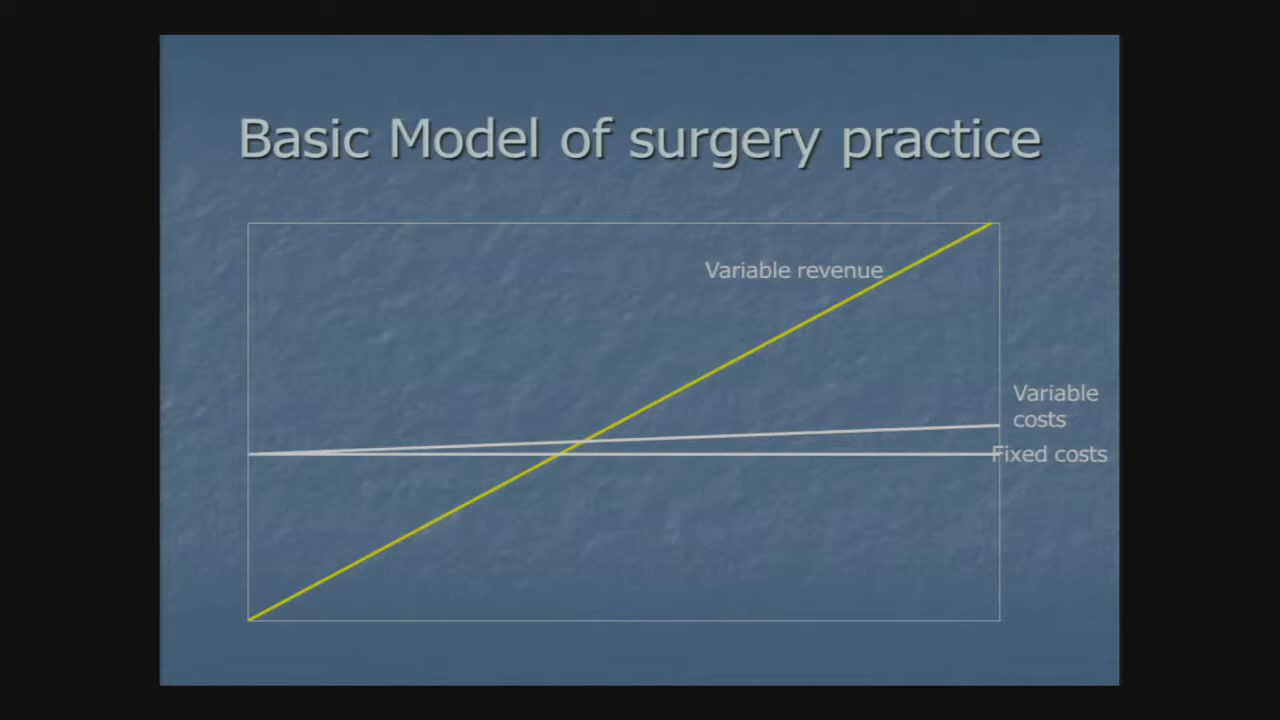 Basic Model of surgery practice
Variable revenue
Variable
costs
Fixed costs